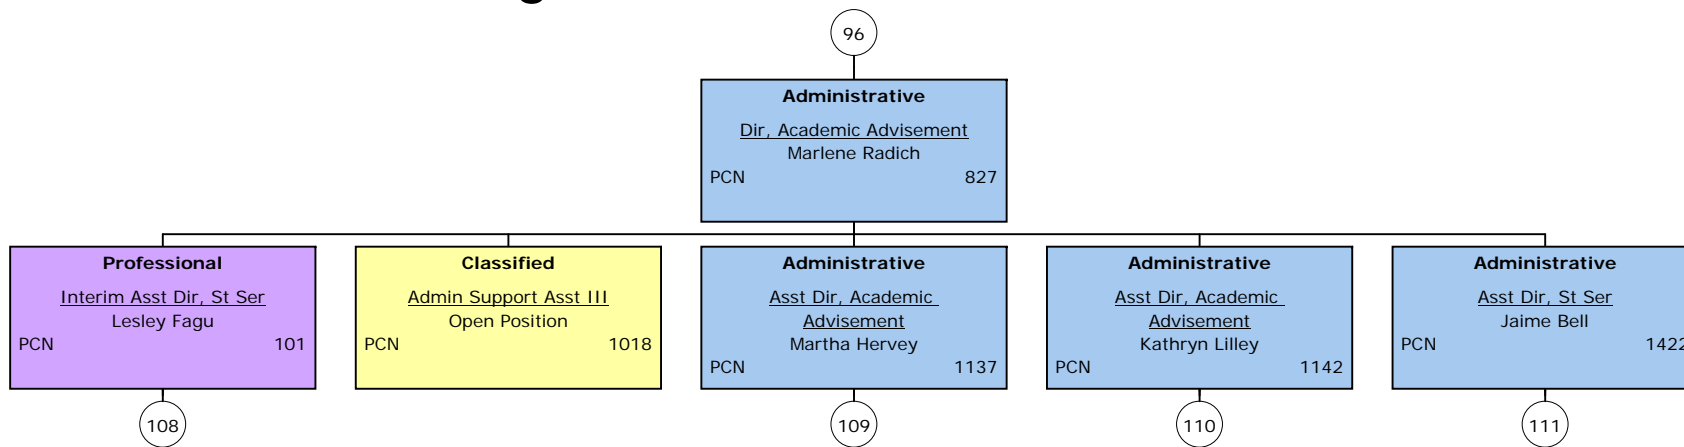 g
96
Administrative
Dir, Academic Advisement
Marlene Radich
PCN 827
Professional
Interim Asst Dir, St Ser
Lesley Fagu
PCN 101
108
Classified
Admin Support Asst III
Open Position
PCN 1018
Administrative
Asst Dir, Academic
Advisement
Martha Hervey
PCN 1137
109
Administrative
Asst Dir, Academic
Advisement
Kathryn Lilley
PCN 1142
110
Administrative
Asst Dir, St Ser
Jaime Bell
PCN 1422
111